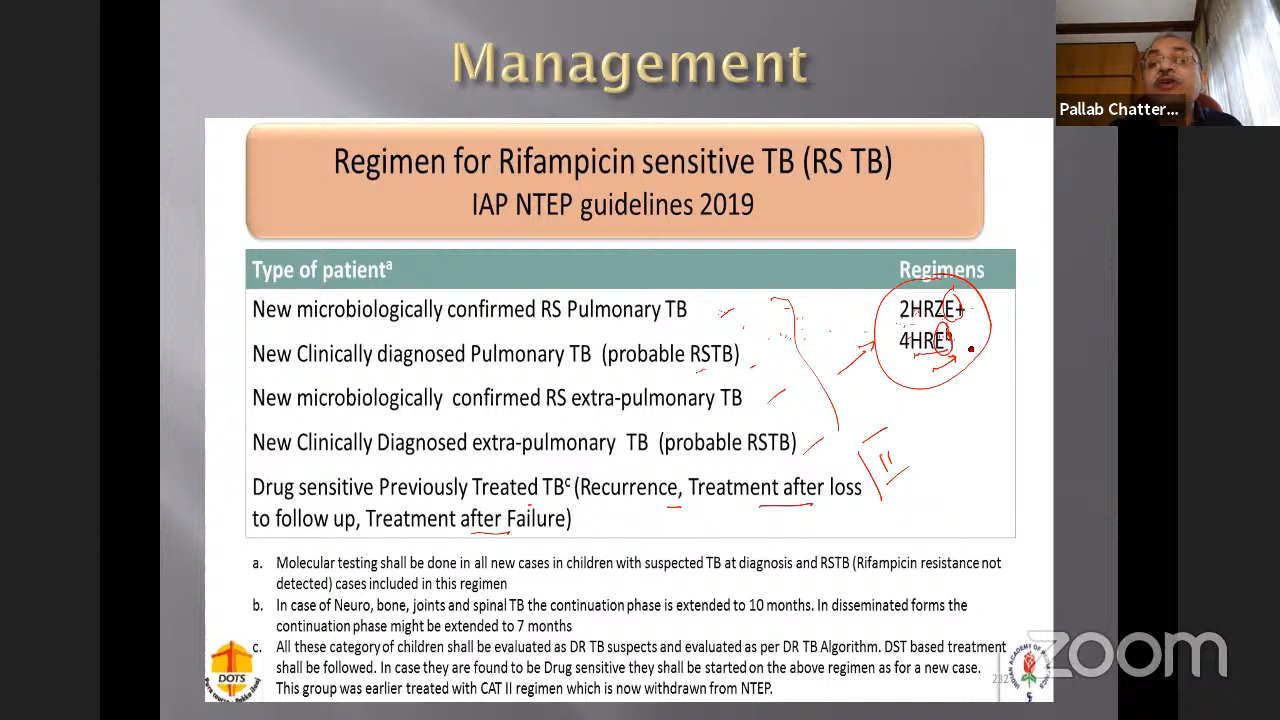 Management
Pallab Chatter...
Regimen for Rifampicin sensitive TB (RS TB)
IAP NTEP guidelines 2019
Type of patientᵃ Regimens
New microbiologically confirmed RS Pulmonary TB 2HRZE+
New Clinically diagnosed Pulmonary TB (probable RSTB) 4HREᵇ
New microbiologically confirmed RS extra-pulmonary TB
New Clinically Diagnosed extra-pulmonary TB (probable RSTB)
Drug sensitive Previously Treated TBᶜ (Recurrence, Treatment after loss
to follow up, Treatment after Failure)
II
a. Molecular testing shall be done in all new cases in children with suspected TB at diagnosis and RSTB (Rifampicin resistance not
detected) cases included in this regimen
b. In case of Neuro, bone, joints and spinal TB the continuation phase is extended to 10 months. In disseminated forms the
continuation phase might be extended to 7 months
c. All these category of children shall be evaluated as DR TB suspects and evaluated as per DR TB Algorithm. DST based treatment
shall be followed. In case they are found to be Drug sensitive they shall be started on the above regimen as for a new case.
This group was earlier treated with CAT II regimen which is now withdrawn from NTEP.
DOTS
232
zoom